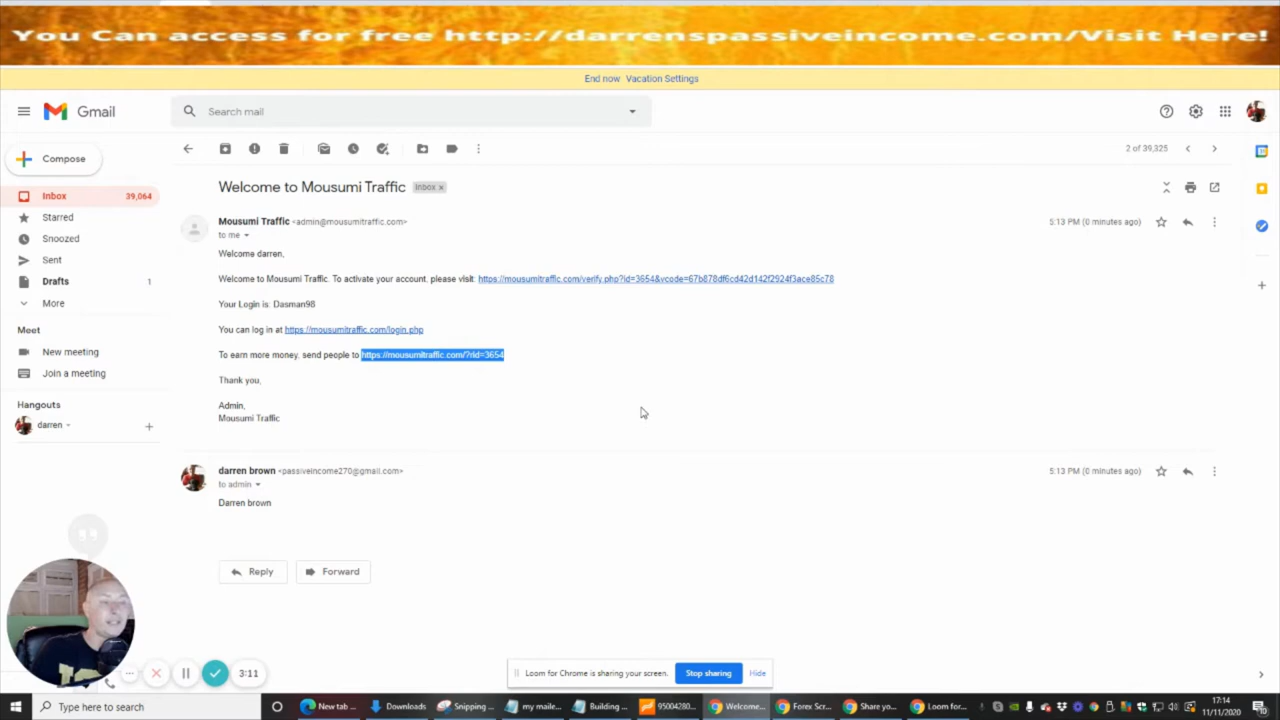 You Can access for free http://darrenspassiveincome.com/Visit Here!
End now Vacation Settings
Gmail
Search mail
Compose
2 of 39,325
Inbox 39,064
Starred
Snoozed
Sent
Drafts 1
More
Meet
New meeting
Join a meeting
Hangouts
darren
Welcome to Mousumi Traffic Inbox x
Mousumi Traffic <admin@mousumitraffic.com>
5:13 PM (0 minutes ago)
to me
Welcome darren,
Welcome to Mousumi Traffic. To activate your account, please visit: https://mousumitraffic.com/verify.php?id=3654&vcode=67b878df6cd42d142f2924f3ace85c78
Your Login is: Dasman98
You can log in at https://mousumitraffic.com/login.php
To earn more money, send people to https://mousumitraffic.com/?rid=3654
Thank you,
Admin,
Mousumi Traffic
darren brown <passiveincome270@gmail.com>
5:13 PM (0 minutes ago)
to admin
Darren brown
Reply
Forward
3:11
Loom for Chrome is sharing your screen. Stop sharing Hide
Type here to search
New tab ...
Downloads
Snipping ...
my maile...
Building ...
95004280...
Welcome...
Forex Scr...
Share yo...
Loom for...
17:14
11/11/2020
10